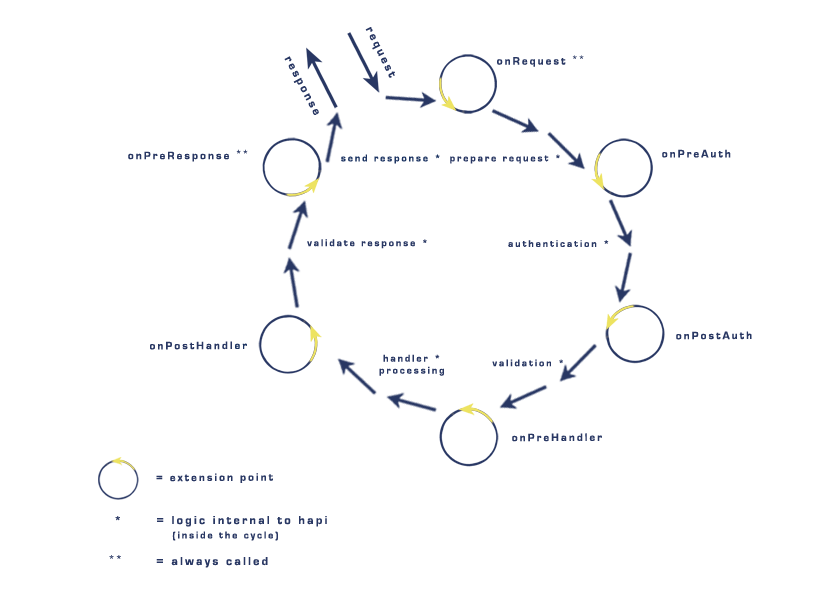 request
response
onRequest **
onPreResponse **
send response *
prepare request *
onPreAuth
validate response *
authentication *
onPostHandler
onPostAuth
handler *
processing
validation *
onPreHandler
= extension point
* = logic internal to hapi
(inside the cycle)
** = always called